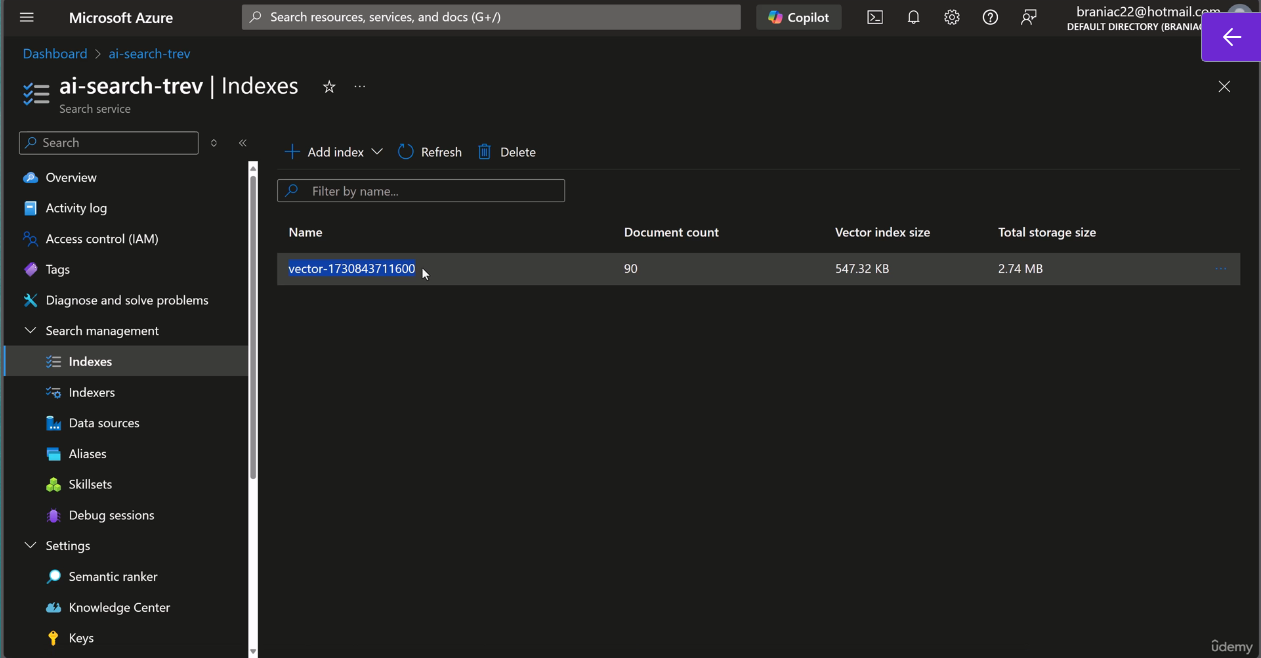 Microsoft Azure
Search resources, services, and docs (G+/)
Copilot
braniac22@hotmail.com
DEFAULT DIRECTORY (BRANIAC
Dashboard > ai-search-trev
ai-search-trev | Indexes
Search service
Search
Add index
Refresh
Delete
Filter by name...
Overview
Activity log
Access control (IAM)
Tags
Diagnose and solve problems
Search management
Indexes
Indexers
Data sources
Aliases
Skillsets
Debug sessions
Settings
Semantic ranker
Knowledge Center
Keys
Name Document count Vector index size Total storage size
vector-1730843711600 90 547.32 KB 2.74 MB
ûdemy